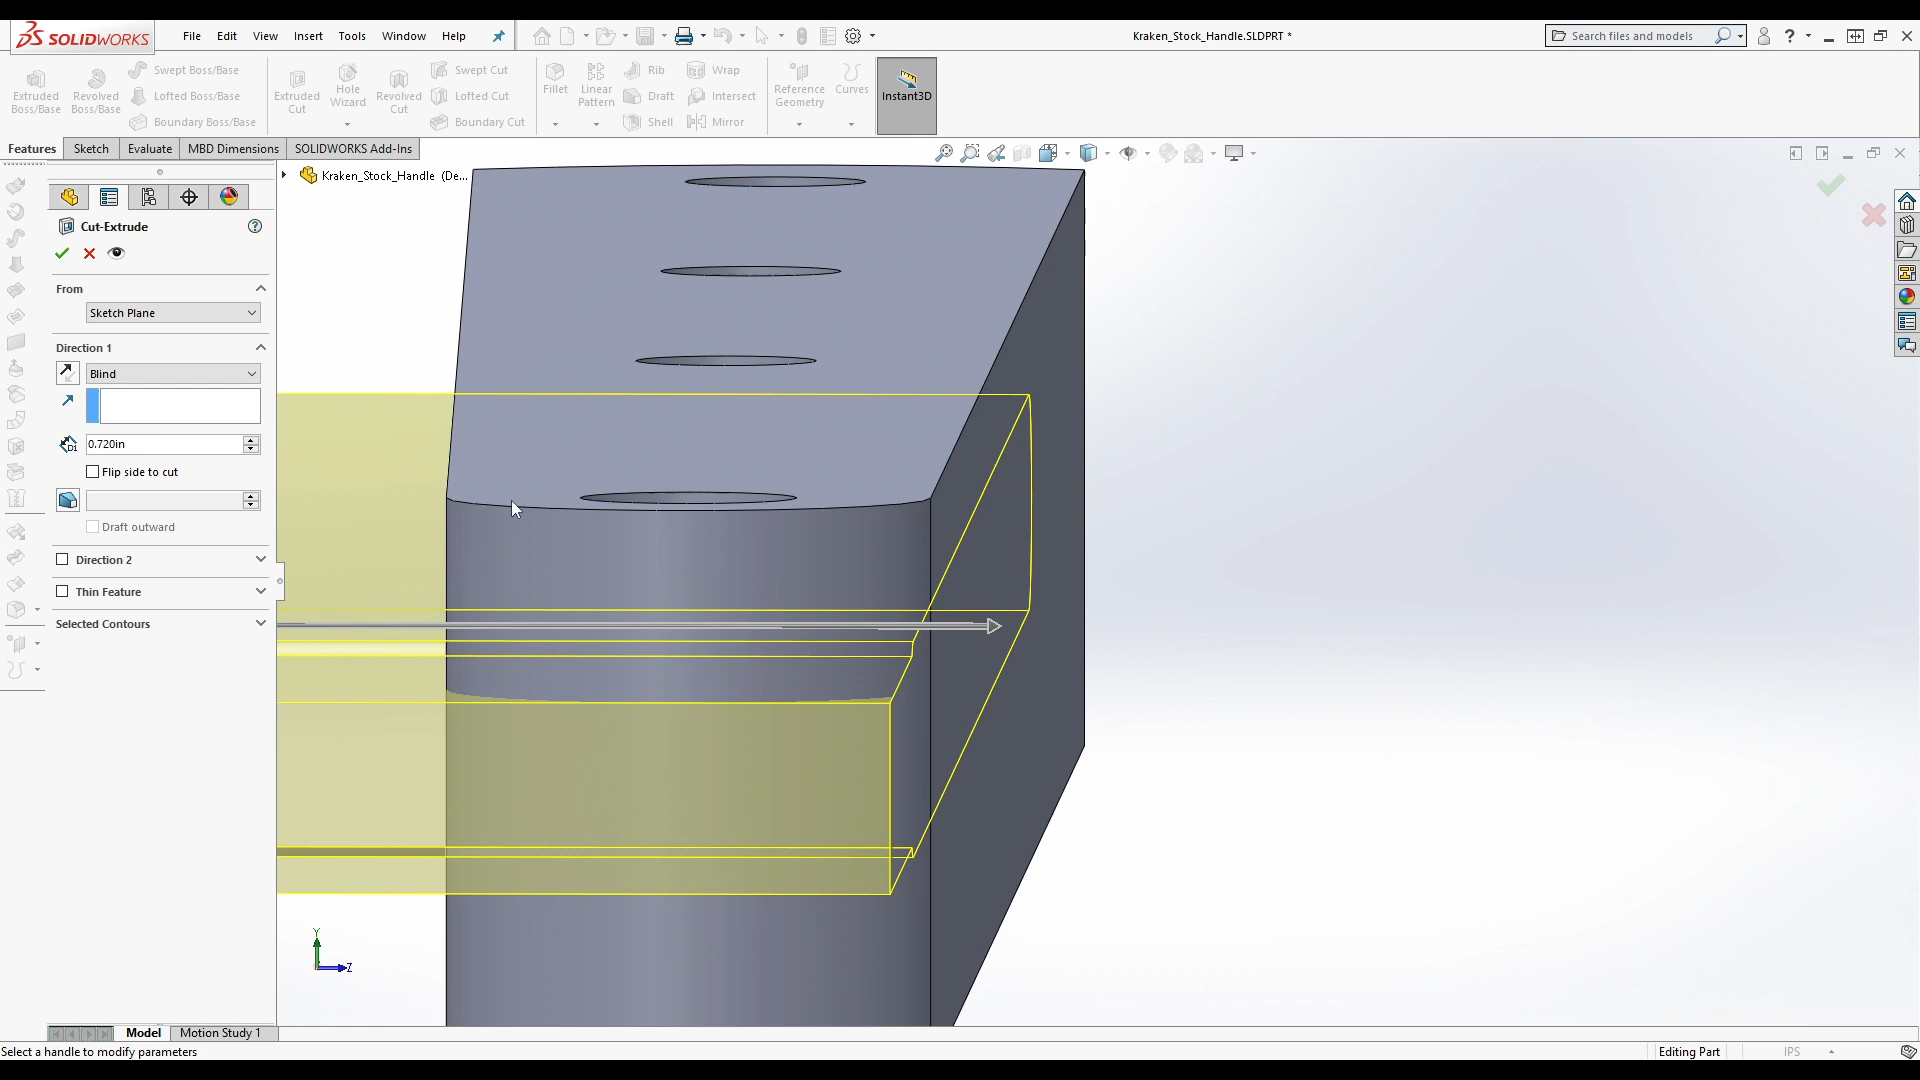 SOLIDWORKS
File Edit View Insert Tools Window Help
Kraken_Stock_Handle.SLDPRT *
Search files and models
Extruded Boss/Base
Revolved Boss/Base
Swept Boss/Base
Lofted Boss/Base
Boundary Boss/Base
Extruded Cut
Hole Wizard
Revolved Cut
Swept Cut
Lofted Cut
Boundary Cut
Fillet
Linear Pattern
Rib
Draft
Shell
Wrap
Intersect
Mirror
Reference Geometry
Curves
Instant3D
Features Sketch Evaluate MBD Dimensions SOLIDWORKS Add-Ins
Kraken_Stock_Handle (De...
Cut-Extrude
From
Sketch Plane
Direction 1
Blind
D1
0.720in
Flip side to cut
Draft outward
Direction 2
Thin Feature
Selected Contours
Y
Z
Model Motion Study 1
Select a handle to modify parameters
Editing Part
IPS